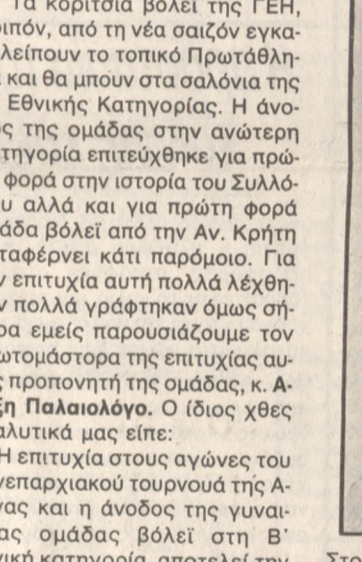 Τα κορίτσια βόλεϊ της ΓΕΗ,
από τη νέα σαιζόν εγκα-
λείπουν το τοπικό Πρωτάθλη-
και θα μπουν στα σαλόνια της
Εθνικής Κατηγορίας. Η άνο-
ς της ομάδας στην ανώτερη
τηγορία επιτεύχθηκε για πρώ-
φορά στην ιστορία του Συλλό-
υ αλλά και για πρώτη φορά
άδα βόλεϊ από την Αν. Κρήτη
ταφέρνει κάτι παρόμοιο. Για
ν επιτυχία αυτή πολλά λέχθη-
ν πολλά γράφτηκαν όμως σή-
ρα εμείς παρουσιάζουμε τον
ωτομάστορα της επιτυχίας αυ-
ς προπονητή της ομάδας, κ. Α-
ξη Παλαιολόγο. Ο ίδιος χθες
αλυτικά μας είπε:
Η επιτυχία στους αγώνες του
νεπαρχιακού τουρνουά της Α-
νας και η άνοδος της γυναι-
ας ομάδας βόλεϊ στη Β'
νική κατηγορία, αποτελεί την
Στο